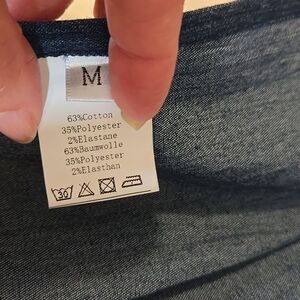 M
63%Cotton
35%Polyester
2%Elastane
63%Baumwolle
35%Polyester
2%Elasthan
30